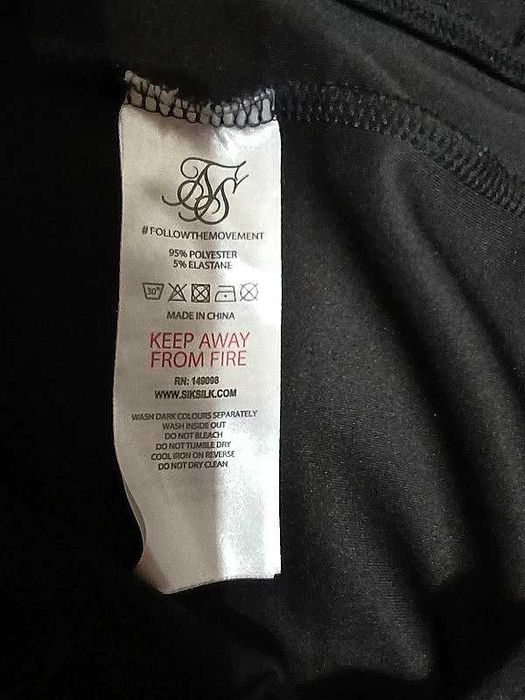 #FOLLOWTHEMOVEMENT
95% POLYESTER
5% ELASTANE
30°
MADE IN CHINA
KEEP AWAY
FROM FIRE
RN: 149098
WWW.SIKSILK.COM
WASH DARK COLOURS SEPARATELY
WASH INSIDE OUT
DO NOT BLEACH
DO NOT TUMBLE DRY
COOL IRON ON REVERSE
DO NOT DRY CLEAN